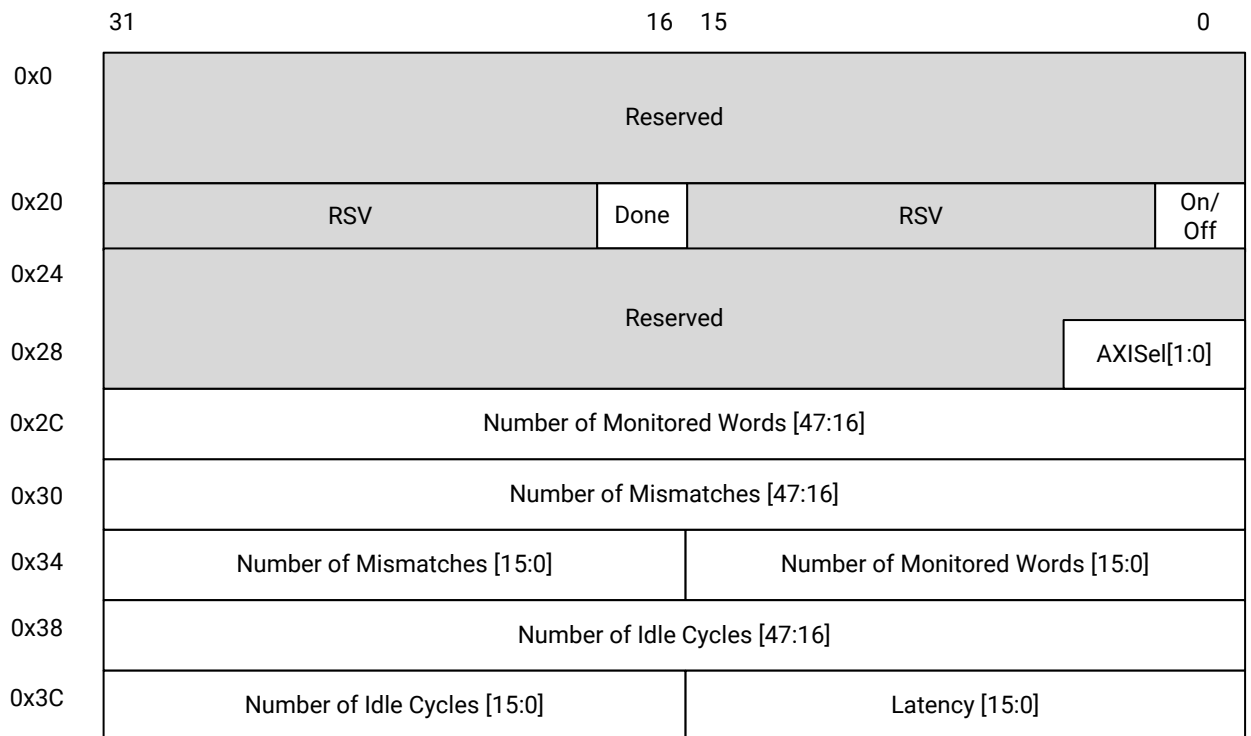 31 16 15 0
0x0
Reserved
0x20 RSV Done RSV On/
Off
0x24
Reserved
0x28 AXISel[1:0]
0x2C Number of Monitored Words [47:16]
0x30 Number of Mismatches [47:16]
0x34 Number of Mismatches [15:0] Number of Monitored Words [15:0]
0x38 Number of Idle Cycles [47:16]
0x3C Number of Idle Cycles [15:0] Latency [15:0]